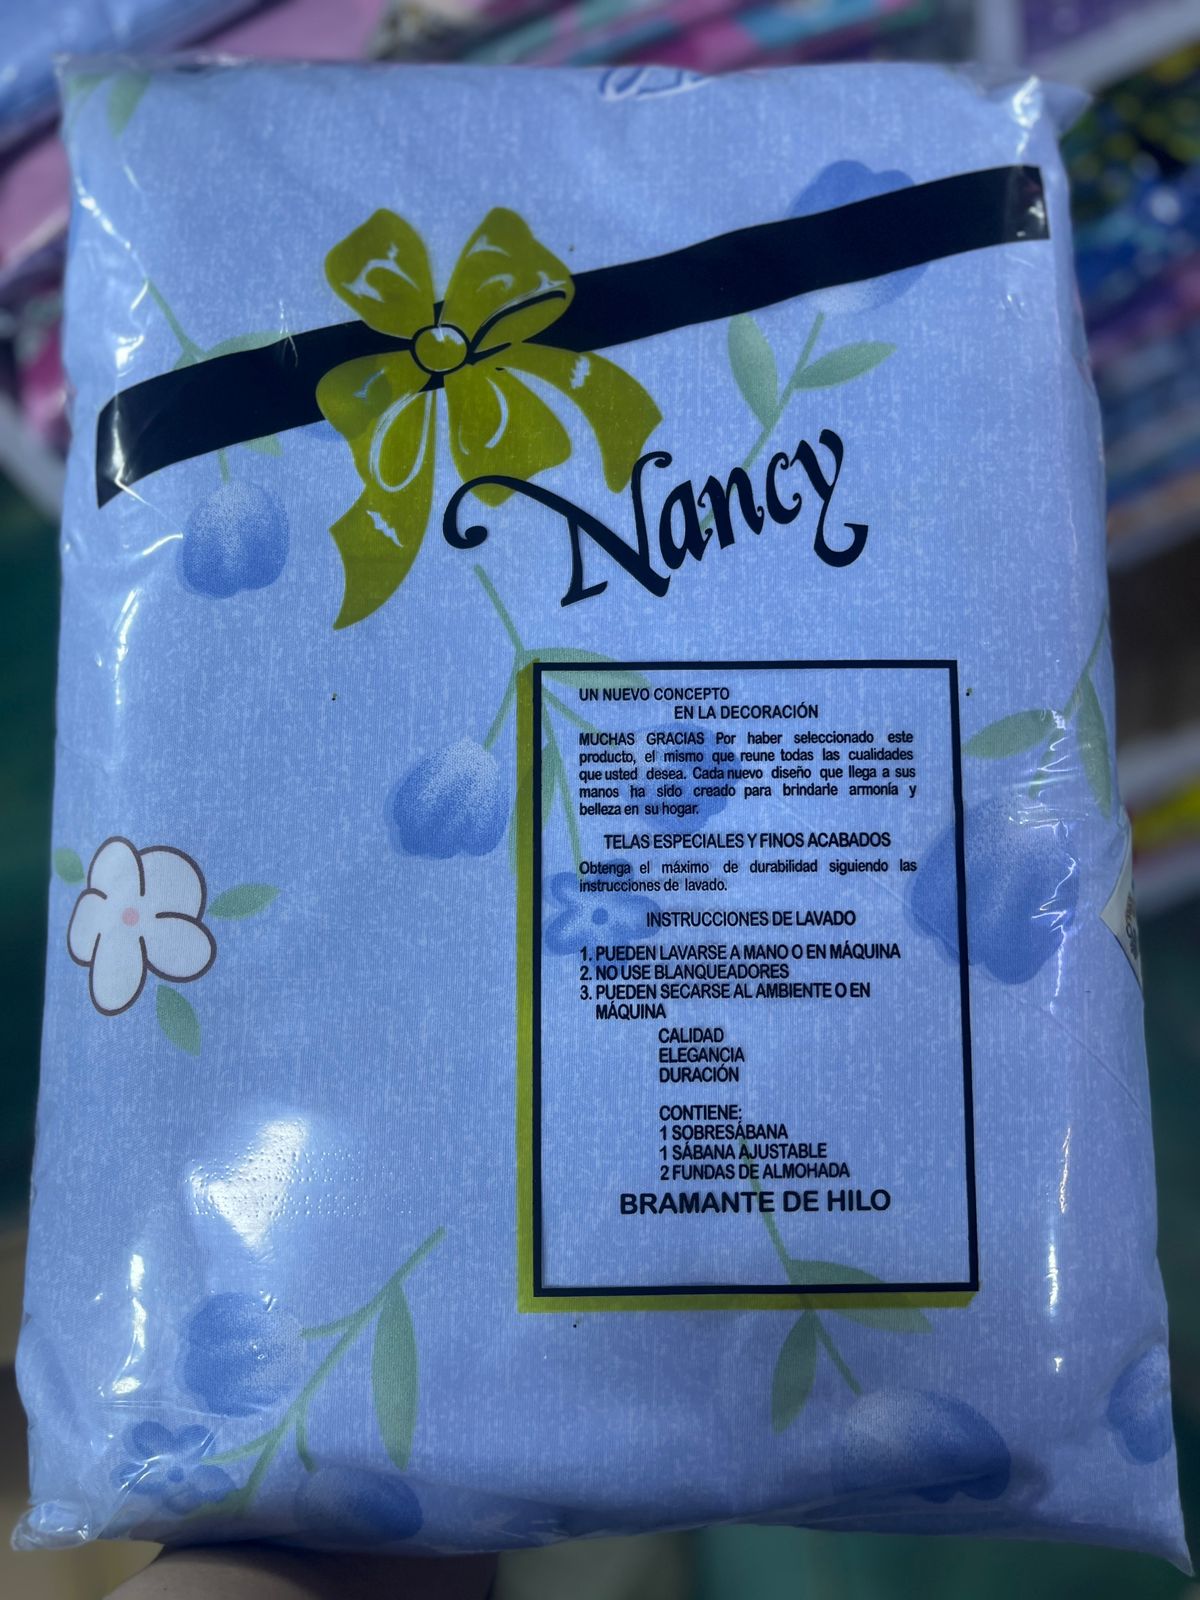 Nancy
UN NUEVO CONCEPTO
EN LA DECORACIÓN
MUCHAS GRACIAS Por haber seleccionado este
producto, el mismo que reune todas las cualidades
que usted desea. Cada nuevo diseño que llega a sus
manos ha sido creado para brindarle armonía y
belleza en su hogar.
TELAS ESPECIALES Y FINOS ACABADOS
Obtenga el máximo de durabilidad siguiendo las
instrucciones de lavado.
INSTRUCCIONES DE LAVADO
1. PUEDEN LAVARSE A MANO O EN MÁQUINA
2. NO USE BLANQUEADORES
3. PUEDEN SECARSE AL AMBIENTE O EN
MÁQUINA
CALIDAD
ELEGANCIA
DURACIÓN
CONTIENE:
1 SOBRESÁBANA
1 SÁBANA AJUSTABLE
2 FUNDAS DE ALMOHADA
BRAMANTE DE HILO